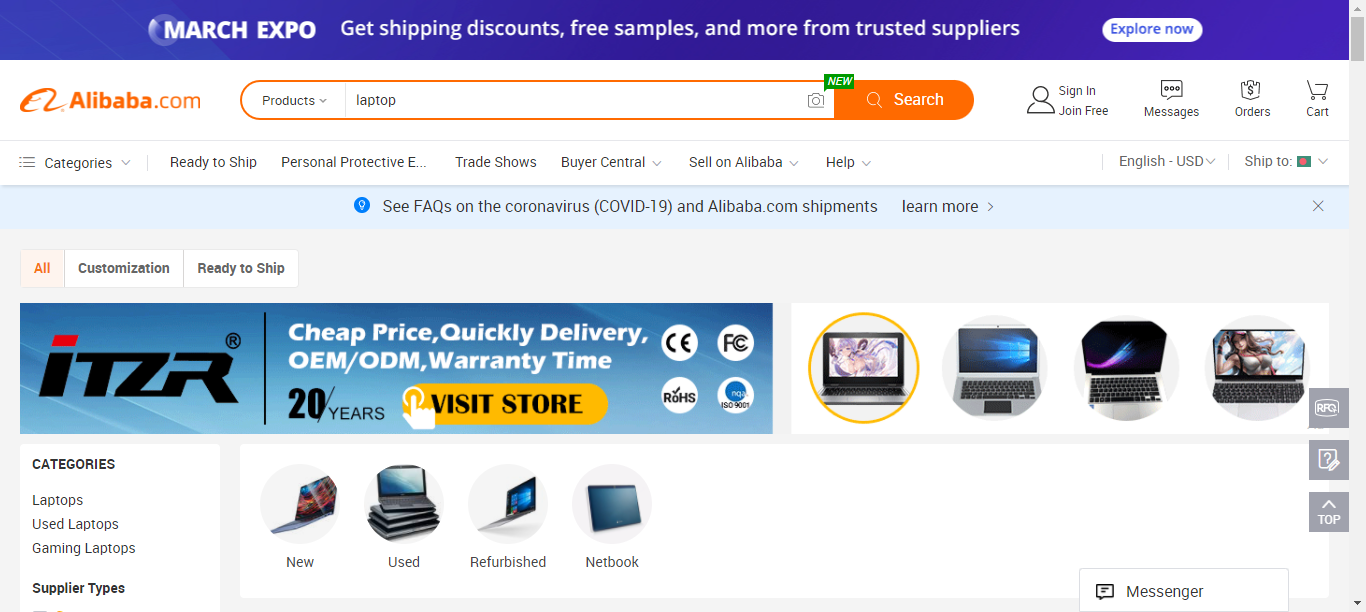 MARCH EXPO Get shipping discounts, free samples, and more from trusted suppliers Explore now
Alibaba.com Products laptop NEW Search
Sign In
Join Free
Messages
Orders
Cart
Categories Ready to Ship Personal Protective E... Trade Shows Buyer Central Sell on Alibaba Help English - USD Ship to:
See FAQs on the coronavirus (COVID-19) and Alibaba.com shipments learn more
All Customization Ready to Ship
iTZR®
Cheap Price,Quickly Delivery,
OEM/ODM,Warranty Time
20/YEARS VISIT STORE
CE FC
RoHS nqa
ISO 9001
RFQ
CATEGORIES
Laptops
Used Laptops
Gaming Laptops
Supplier Types
New Used Refurbished Netbook
TOP
Messenger